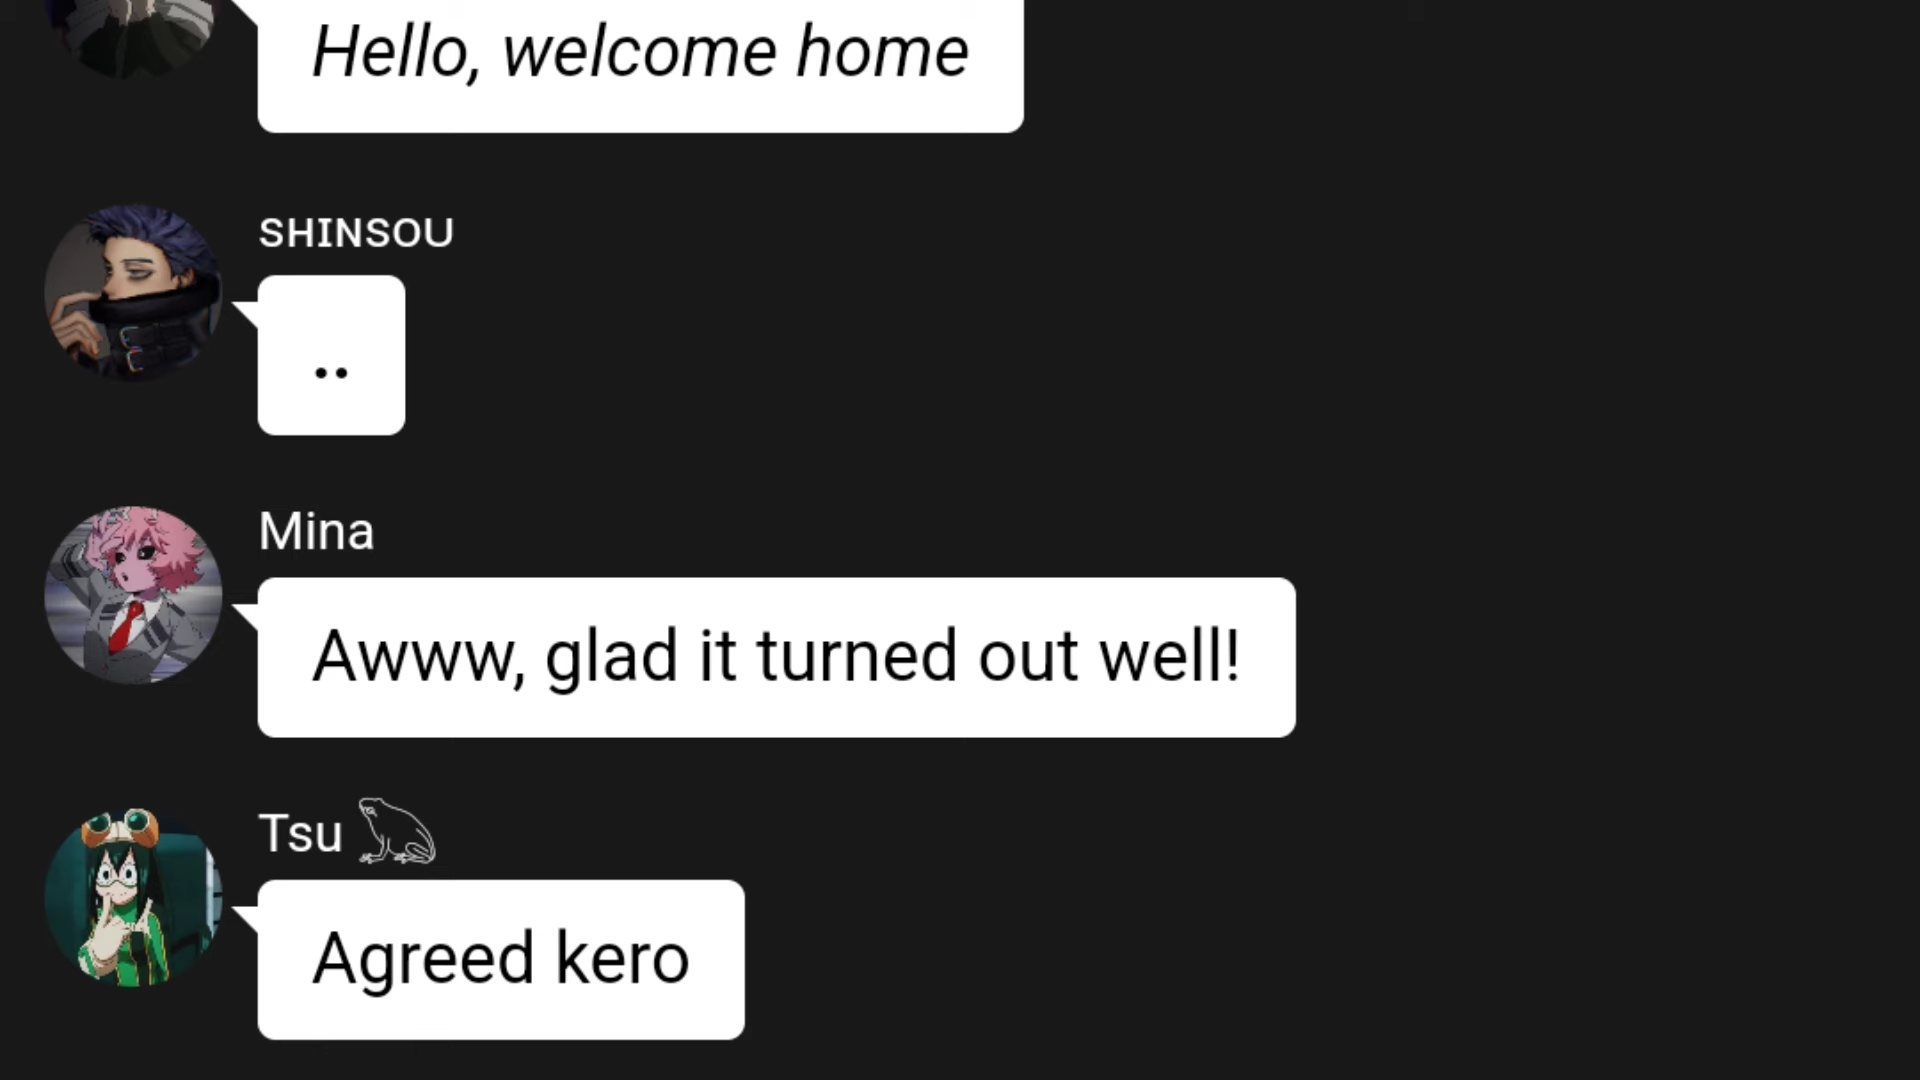 Hello, welcome home
SHINSOU
..
Mina
Awww, glad it turned out well!
Tsu 𓆏
Agreed kero